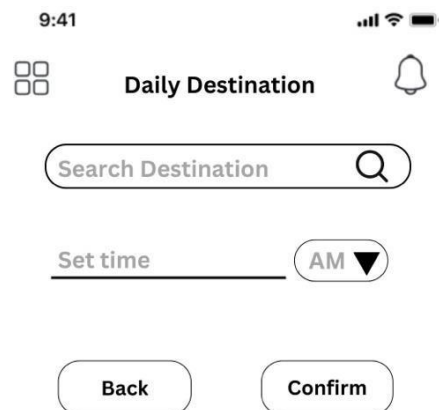 9:41
Daily Destination
Search Destination
Set time AM
Back Confirm